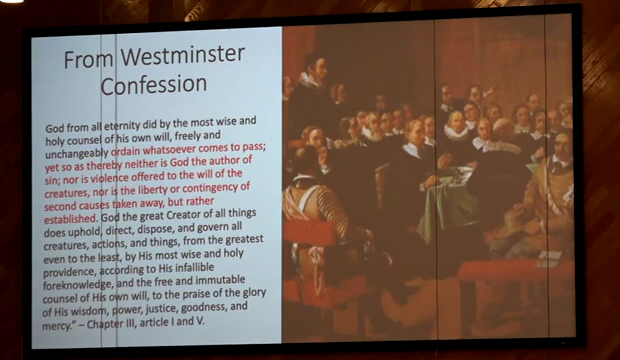 From Westminster
Confession
God from all eternity did by the most wise and
holy counsel of his own will, freely and
unchangeably ordain whatsoever comes to pass;
yet so as thereby neither is God the author of
sin; nor is violence offered to the will of the
creatures, nor is the liberty or contingency of
second causes taken away, but rather
established. God the great Creator of all things
does uphold, direct, dispose, and govern all
creatures, actions, and things, from the greatest
even to the least, by His most wise and holy
providence, according to His infallible
foreknowledge, and the free and immutable
counsel of His own will, to the praise of the glory
of His wisdom, power, justice, goodness, and
mercy.” – Chapter III, article I and V.